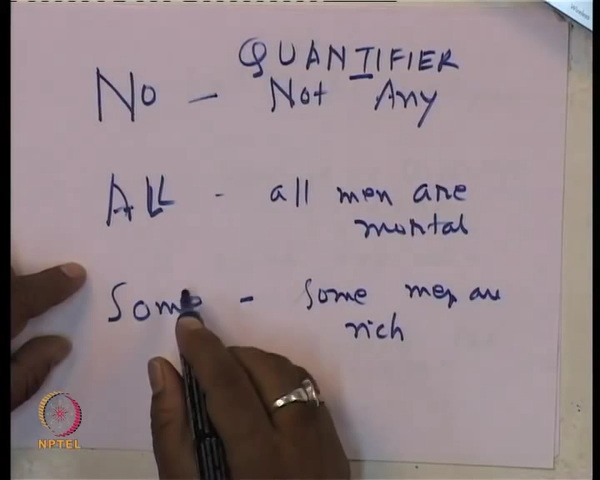 QUANTIFIER
No - Not Any
ALL - all men are
mortal
Some - Some men are
rich
NPTEL